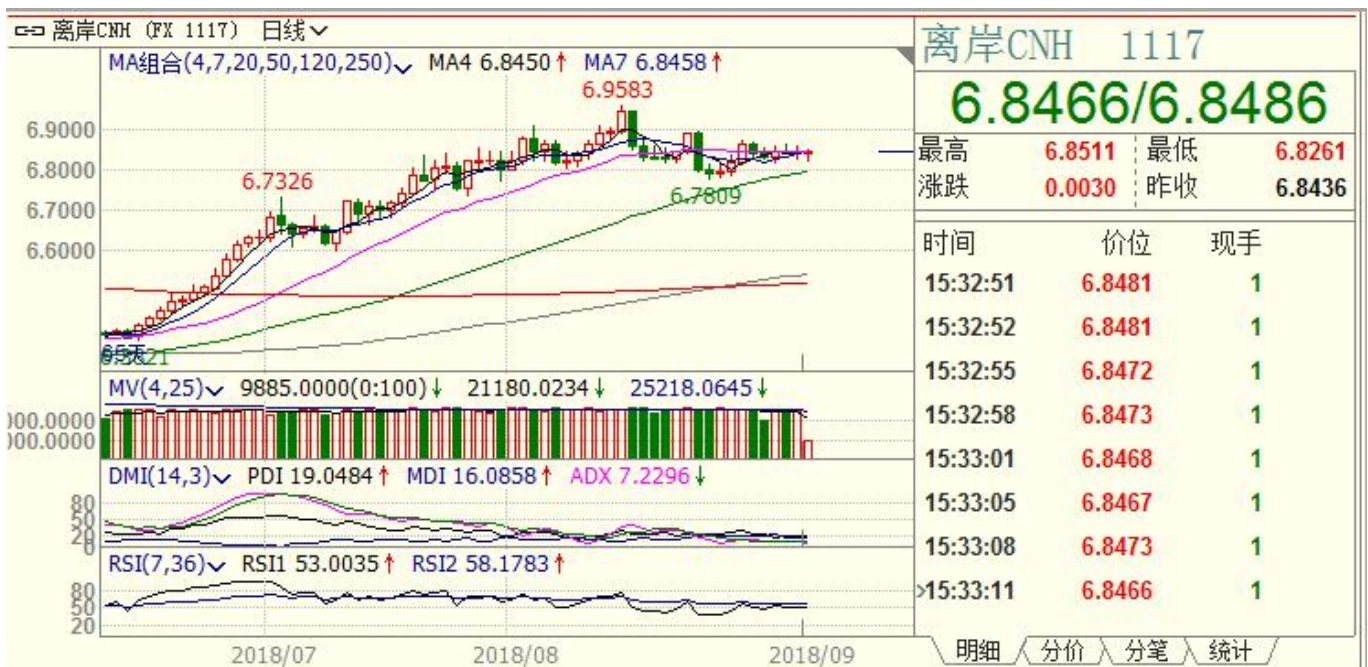 离岸CNH (FX 1117) 日线
MA组合(4,7,20,50,120,250) MA4 6.8450↑ MA7 6.8458↑
6.9583
6.9000
6.8000
6.7326
6.7809
6.7000
6.6000
MV(4,25) 9885.0000(0:100)↓ 21180.0234↓ 25218.0645↓
000.0000
000.0000
DMI(14,3) PDI 19.0484↑ MDI 16.0858↑ ADX 7.2296↓
80
50
20
0
RSI(7,36) RSI1 53.0035↑ RSI2 58.1783↑
80
50
20
2018/07 2018/08 2018/09
离岸CNH 1117
6.8466/6.8486
最高 6.8511 最低 6.8261
涨跌 0.0030 昨收 6.8436
时间 价位 现手
15:32:51 6.8481 1
15:32:52 6.8481 1
15:32:55 6.8472 1
15:32:58 6.8473 1
15:33:01 6.8468 1
15:33:05 6.8467 1
15:33:08 6.8473 1
>15:33:11 6.8466 1
明细 分价 分笔 统计